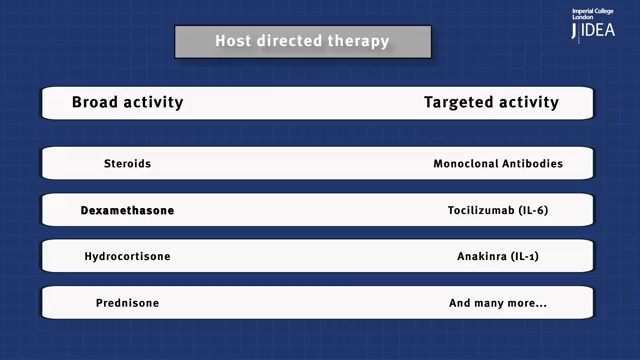 Imperial College
London
J IDEA
Host directed therapy
Broad activity Targeted activity
Steroids Monoclonal Antibodies
Dexamethasone Tocilizumab (IL-6)
Hydrocortisone Anakinra (IL-1)
Prednisone And many more...